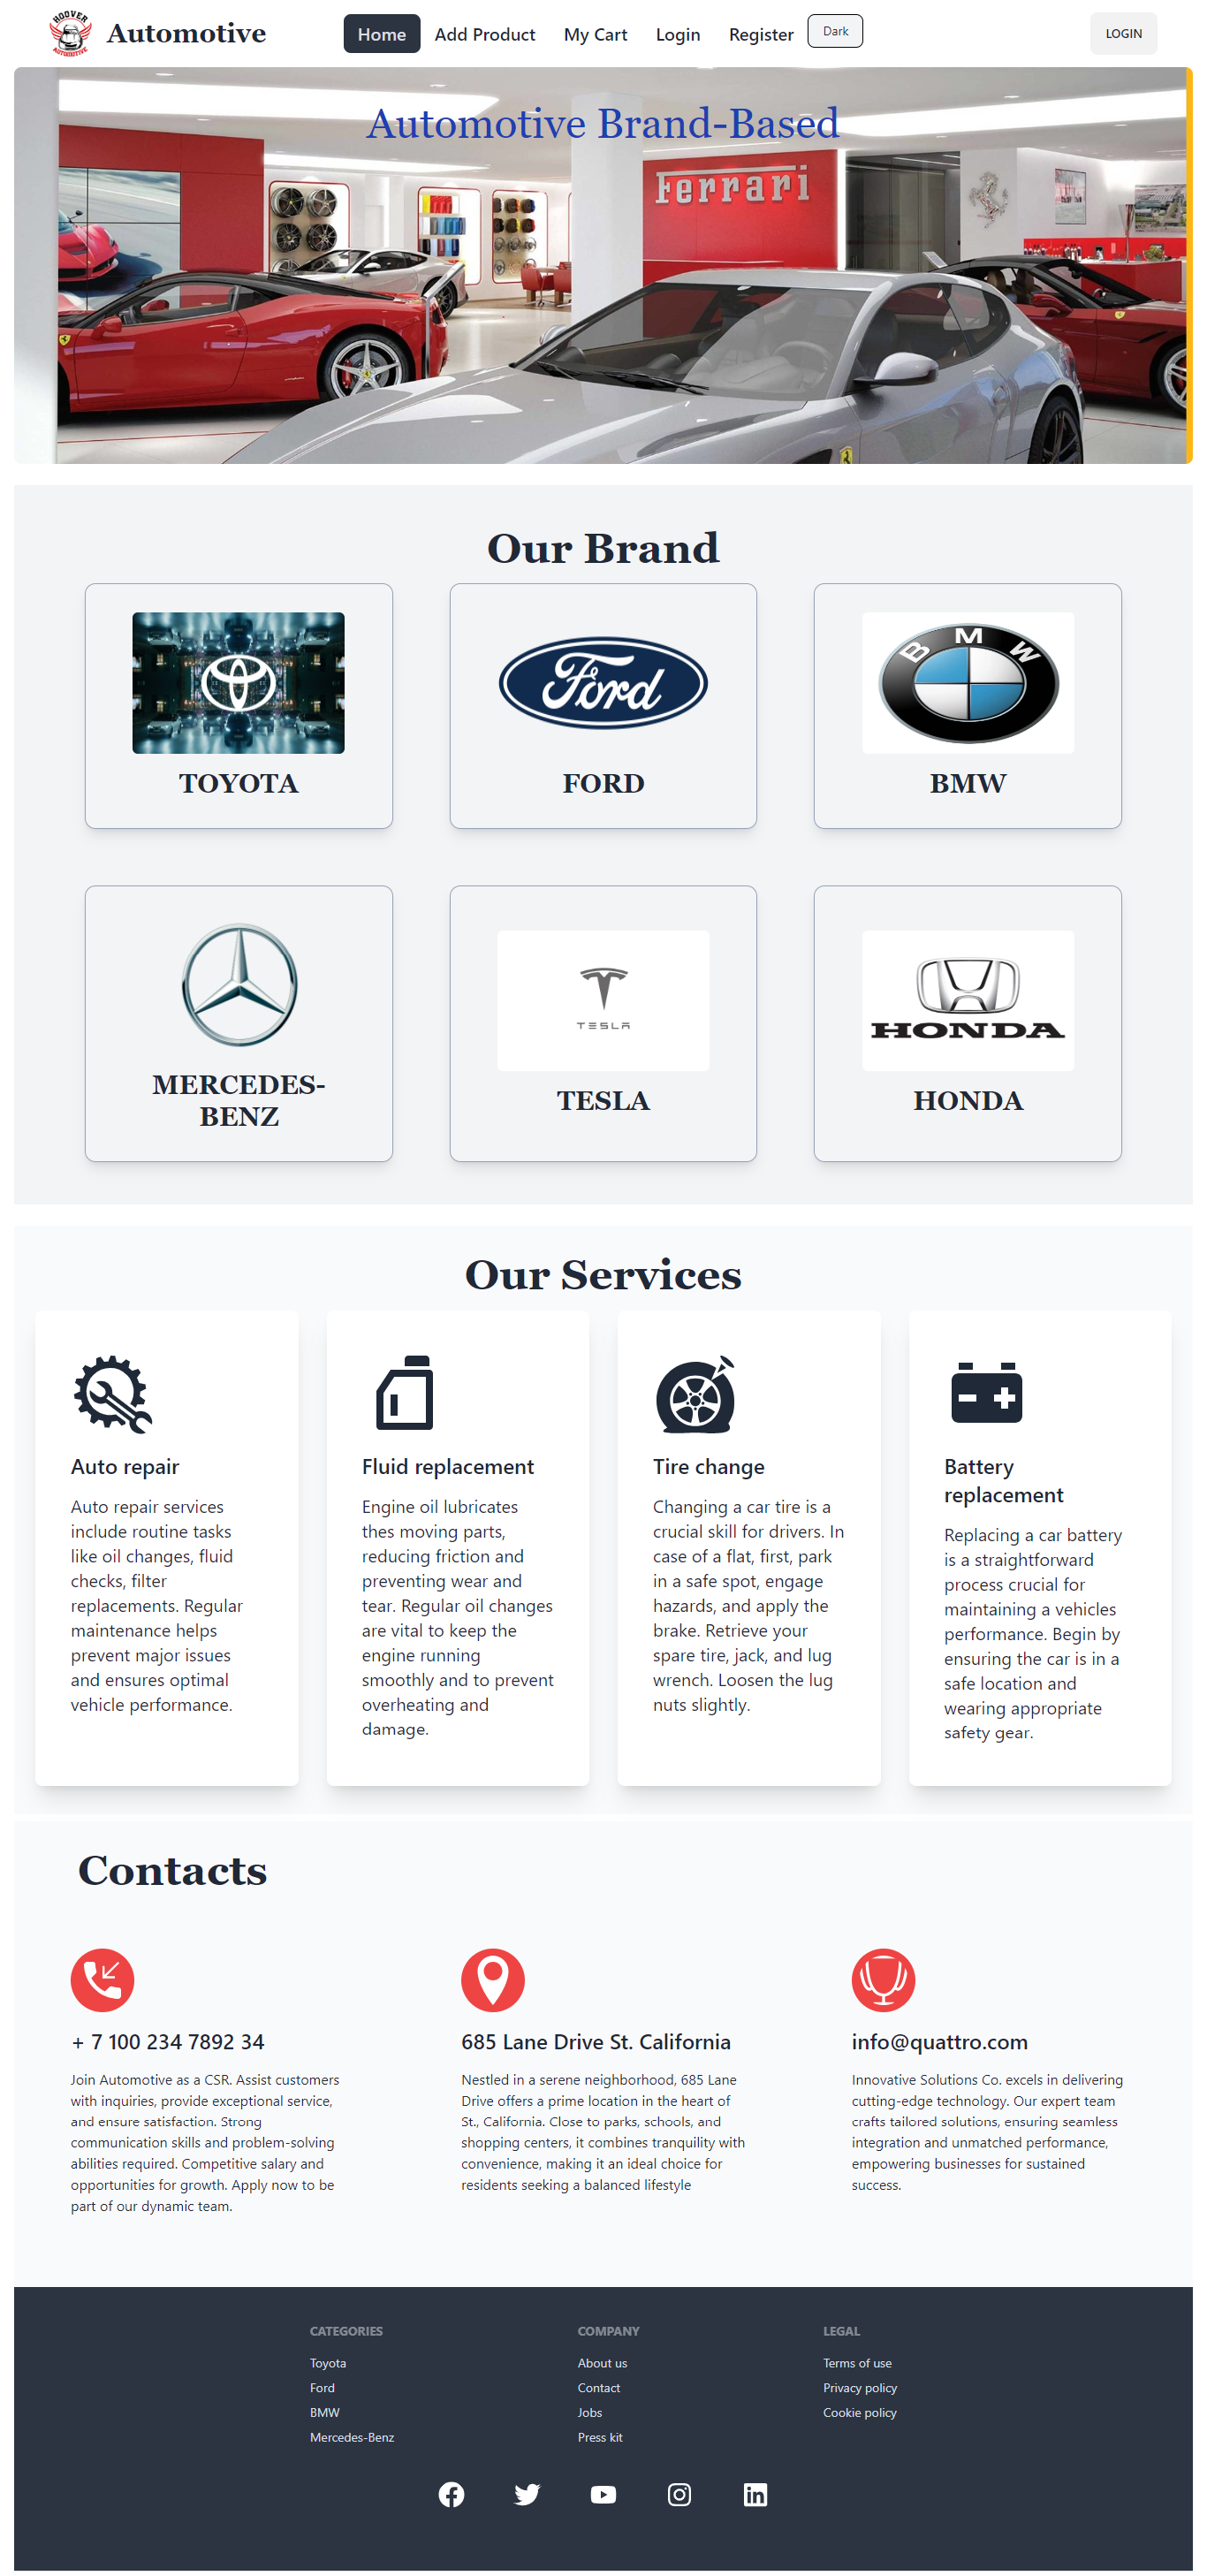 HOOVER
AUTOMOTIVE
Automotive
Home
Add Product
My Cart
Login
Register
Dark
LOGIN
Automotive Brand-Based
Ferrari
Our Brand
TOYOTA
Ford
FORD
BMW
BMW
MERCEDES-
BENZ
TESLA
TESLA
HONDA
HONDA
Our Services
Auto repair
Auto repair services
include routine tasks
like oil changes, fluid
checks, filter
replacements. Regular
maintenance helps
prevent major issues
and ensures optimal
vehicle performance.
Fluid replacement
Engine oil lubricates
thes moving parts,
reducing friction and
preventing wear and
tear. Regular oil changes
are vital to keep the
engine running
smoothly and to prevent
overheating and
damage.
Tire change
Changing a car tire is a
crucial skill for drivers. In
case of a flat, first, park
in a safe spot, engage
hazards, and apply the
brake. Retrieve your
spare tire, jack, and lug
wrench. Loosen the lug
nuts slightly.
Battery
replacement
Replacing a car battery
is a straightforward
process crucial for
maintaining a vehicles
performance. Begin by
ensuring the car is in a
safe location and
wearing appropriate
safety gear.
Contacts
+ 7 100 234 7892 34
Join Automotive as a CSR. Assist customers
with inquiries, provide exceptional service,
and ensure satisfaction. Strong
communication skills and problem-solving
abilities required. Competitive salary and
opportunities for growth. Apply now to be
part of our dynamic team.
685 Lane Drive St. California
Nestled in a serene neighborhood, 685 Lane
Drive offers a prime location in the heart of
St., California. Close to parks, schools, and
shopping centers, it combines tranquility with
convenience, making it an ideal choice for
residents seeking a balanced lifestyle
info@quattro.com
Innovative Solutions Co. excels in delivering
cutting-edge technology. Our expert team
crafts tailored solutions, ensuring seamless
integration and unmatched performance,
empowering businesses for sustained
success.
CATEGORIES
Toyota
Ford
BMW
Mercedes-Benz
COMPANY
About us
Contact
Jobs
Press kit
LEGAL
Terms of use
Privacy policy
Cookie policy